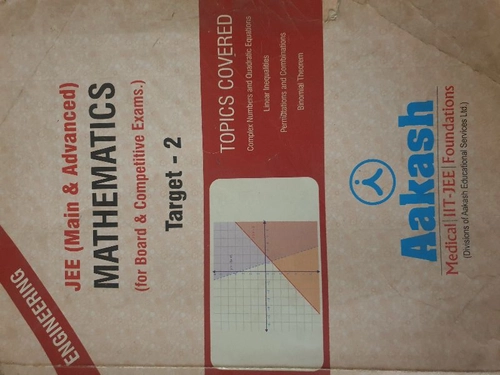 ENGINEERING
JEE (Main & Advanced)
MATHEMATICS
(for Board & Competitive Exams.)
Target - 2
TOPICS COVERED
Complex Numbers and Quadratic Equations
Linear Inequalities
Permutations and Combinations
Binomial Theorem
Aakash
Medical|IIT-JEE|Foundations
(Divisions of Aakash Educational Services Ltd.)